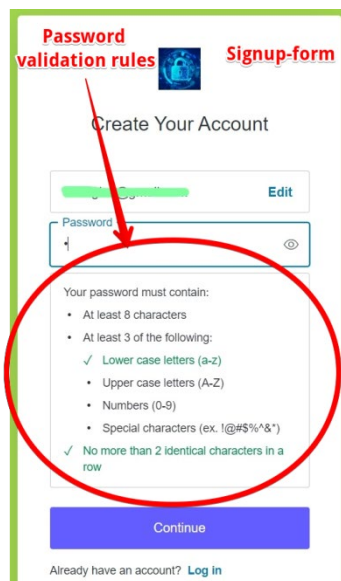 Password
validation rules
Signup-form
Create Your Account
Edit
Password
Your password must contain:
• At least 8 characters
• At least 3 of the following:
✓ Lower case letters (a-z)
• Upper case letters (A-Z)
• Numbers (0-9)
• Special characters (ex. !@#$%^&*)
✓ No more than 2 identical characters in a
row
Continue
Already have an account? Log in